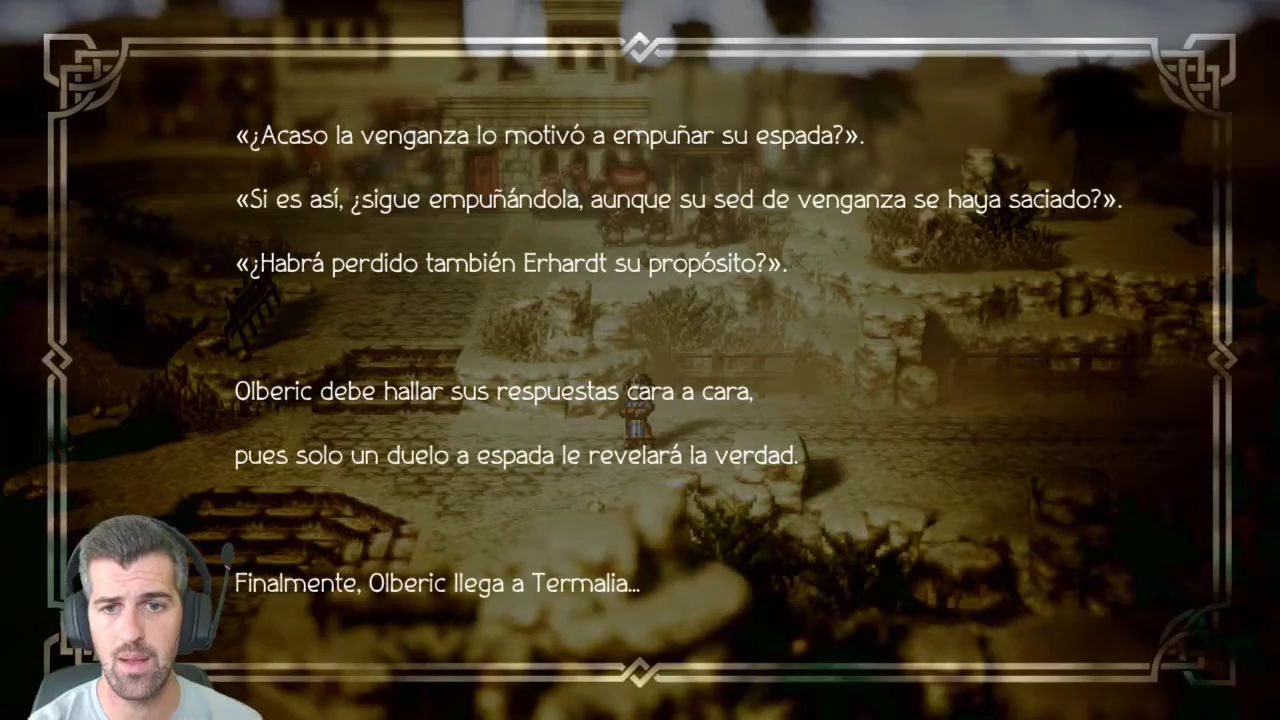 «¿Acaso la venganza lo motivó a empuñar su espada?».
«Si es así, ¿sigue empuñándola, aunque su sed de venganza se haya saciado?».
«¿Habrá perdido también Erhardt su propósito?».
Olberic debe hallar sus respuestas cara a cara,
pues solo un duelo a espada le revelará la verdad.
Finalmente, Olberic llega a Termalia...